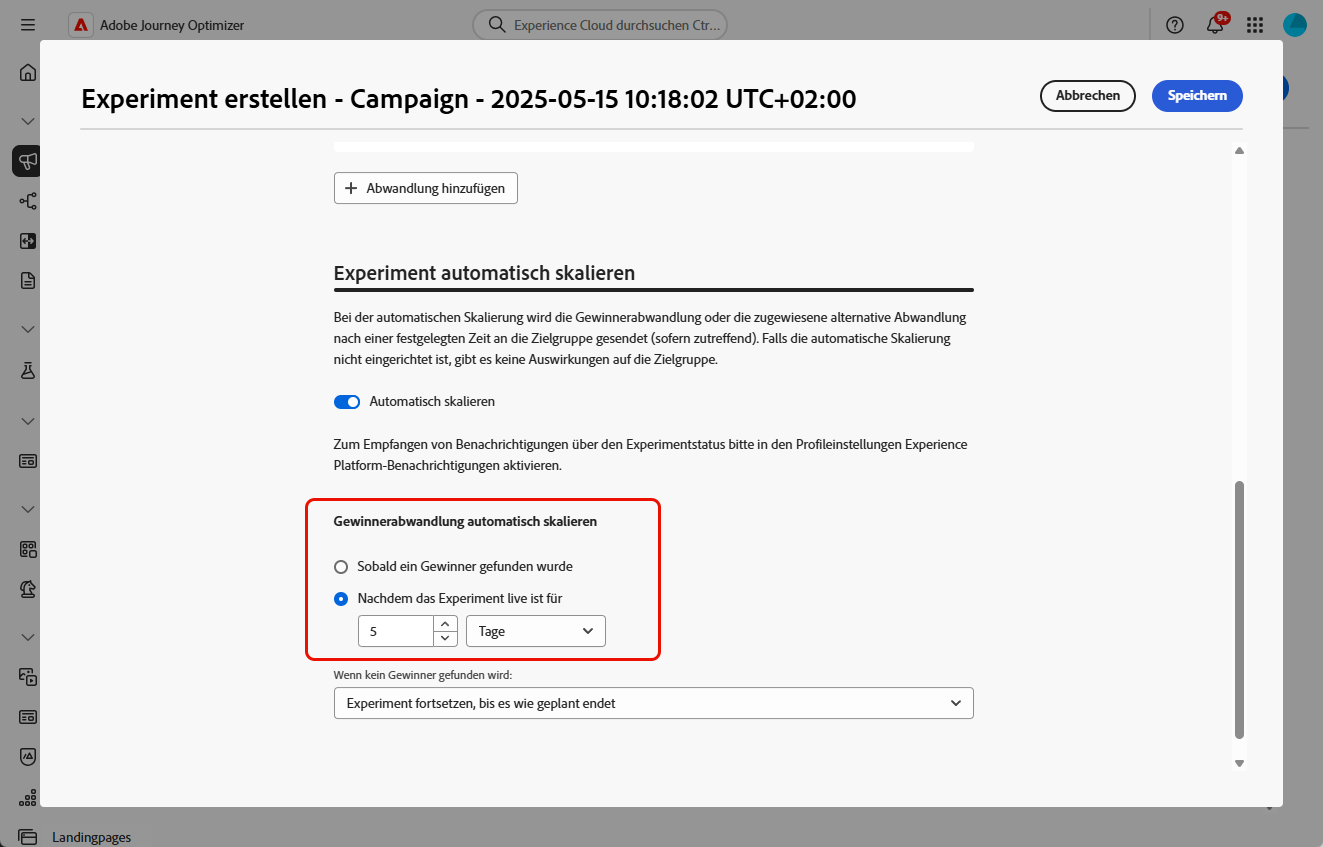 Adobe Journey Optimizer
Experience Cloud durchsuchen Ctr...
9+
Experiment erstellen - Campaign - 2025-05-15 10:18:02 UTC+02:00
Abbrechen
Speichern
Abwandlung hinzufügen
Experiment automatisch skalieren
Bei der automatischen Skalierung wird die Gewinnerabwandlung oder die zugewiesene alternative Abwandlung
nach einer festgelegten Zeit an die Zielgruppe gesendet (sofern zutreffend). Falls die automatische Skalierung
nicht eingerichtet ist, gibt es keine Auswirkungen auf die Zielgruppe.
Automatisch skalieren
Zum Empfangen von Benachrichtigungen über den Experimentstatus bitte in den Profileinstellungen Experience
Platform-Benachrichtigungen aktivieren.
Gewinnerabwandlung automatisch skalieren
Sobald ein Gewinner gefunden wurde
Nachdem das Experiment live ist für
5
Tage
Wenn kein Gewinner gefunden wird:
Experiment fortsetzen, bis es wie geplant endet
Landingpages